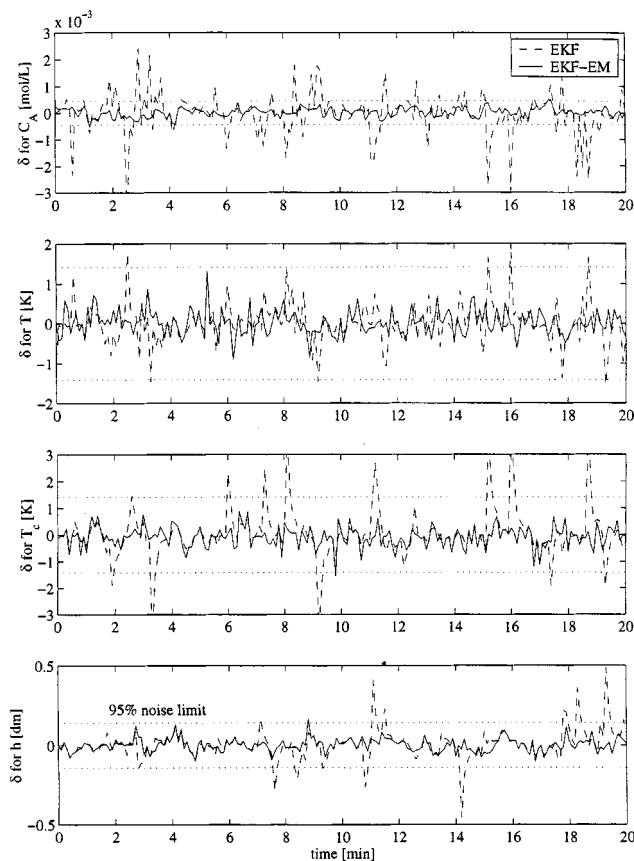 x 10⁻³
3
2
1
0
−1
−2
−3
δ for C_A [mol/L]
EKF
EKF−EM
0 2 4 6 8 10 12 14 16 18 20
2
1
0
−1
−2
δ for T [K]
0 2 4 6 8 10 12 14 16 18 20
3
2
1
0
−1
−2
−3
δ for T_c [K]
0 2 4 6 8 10 12 14 16 18 20
0.5
0
−0.5
δ for h [dm]
95% noise limit
0 2 4 6 8 10 12 14 16 18 20
time [min]